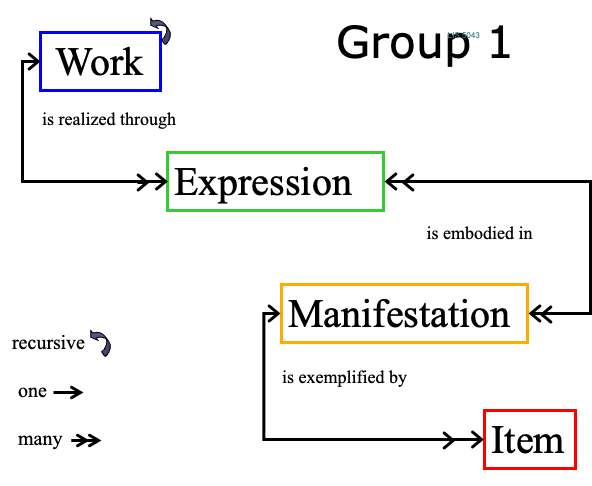 Group 1
Work
is realized through
Expression
is embodied in
Manifestation
is exemplified by
Item
recursive
one
many